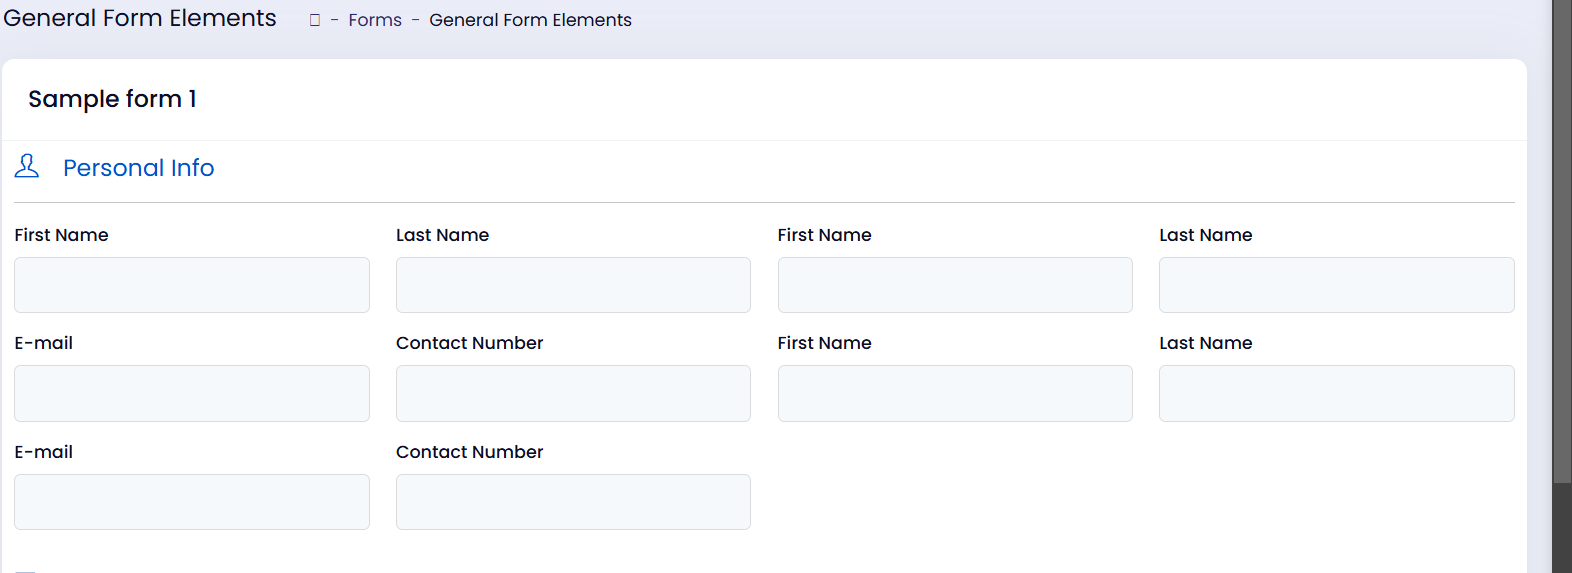 General Form Elements - Forms - General Form Elements
Sample form 1
Personal Info
First Name Last Name First Name Last Name
E-mail Contact Number First Name Last Name
E-mail Contact Number